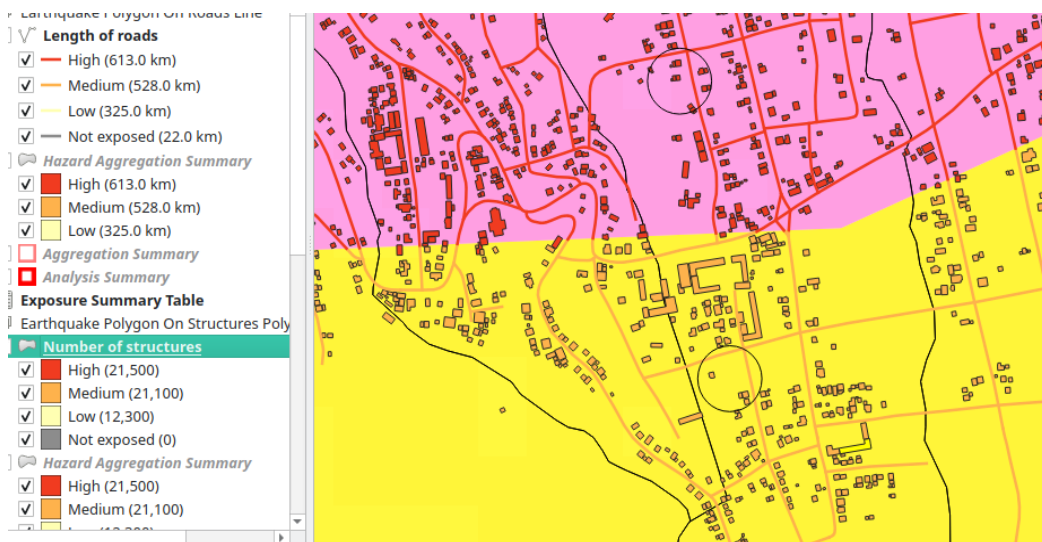 Earthquake Polygon On Roads Line
Length of roads
High (613.0 km)
Medium (528.0 km)
Low (325.0 km)
Not exposed (22.0 km)
Hazard Aggregation Summary
High (613.0 km)
Medium (528.0 km)
Low (325.0 km)
Aggregation Summary
Analysis Summary
Exposure Summary Table
Earthquake Polygon On Structures Poly
Number of structures
High (21,500)
Medium (21,100)
Low (12,300)
Not exposed (0)
Hazard Aggregation Summary
High (21,500)
Medium (21,100)
Low (12,300)